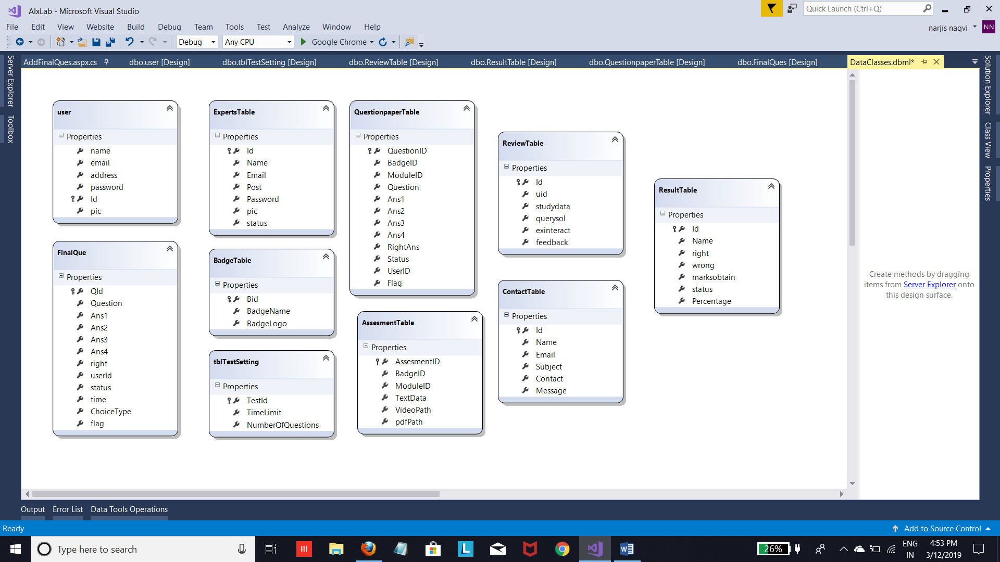 AIxLab - Microsoft Visual Studio
Quick Launch (Ctrl+Q)
File Edit View Website Build Debug Team Tools Test Analyze Window Help
narjis naqvi NN
Debug Any CPU Google Chrome
AddFinalQues.aspx.cs dbo.user [Design] dbo.tblTestSetting [Design] dbo.ReviewTable [Design] dbo.ResultTable [Design] dbo.QuestionpaperTable [Design] dbo.FinalQues [Design] DataClasses.dbml*
Server Explorer
Toolbox
user
Properties
name
email
address
password
Id
pic
FinalQue
Properties
QId
Question
Ans1
Ans2
Ans3
Ans4
right
userId
status
time
ChoiceType
flag
ExpertsTable
Properties
Id
Name
Email
Post
Password
pic
status
BadgeTable
Properties
Bid
BadgeName
BadgeLogo
tblTestSetting
Properties
TestId
TimeLimit
NumberOfQuestions
QuestionpaperTable
Properties
QuestionID
BadgeID
ModuleID
Question
Ans1
Ans2
Ans3
Ans4
RightAns
Status
UserID
Flag
AssesmentTable
Properties
AssesmentID
BadgeID
ModuleID
TextData
VideoPath
pdfPath
ReviewTable
Properties
Id
uid
studydata
querysol
exinteract
feedback
ContactTable
Properties
Id
Name
Email
Subject
Contact
Message
ResultTable
Properties
Id
Name
right
wrong
marksobtain
status
Percentage
Create methods by dragging
items from Server Explorer onto
this design surface.
Solution Explorer
Class View
Properties
Output Error List Data Tools Operations
Ready
Add to Source Control
Type here to search
26%
ENG
IN
4:53 PM
3/12/2019